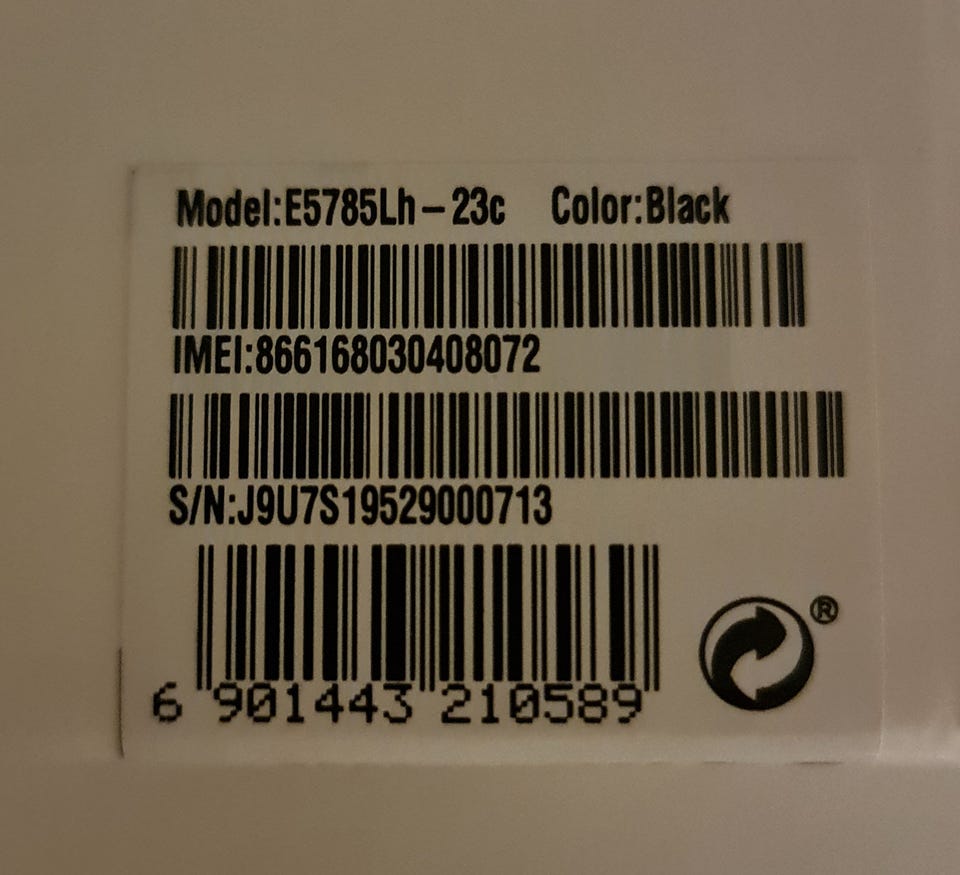 Model:E5785Lh-23c Color:Black
IMEI:866168030408072
S/N:J9U7S19529000713
6 901443 210589
®